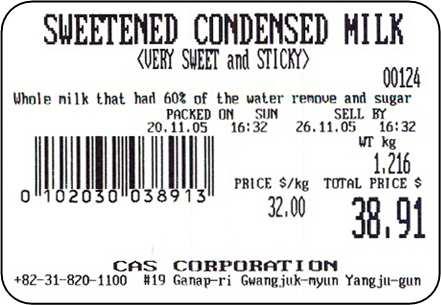 SWEETENED CONDENSED MILK
<VERY SWEET and STICKY>
00124
Whole milk that had 60% of the water remove and sugar
PACKED ON SUN SELL BY
20.11.05 16:32 26.11.05 16:32
WT kg
1.216
PRICE $/kg TOTAL PRICE $
32.00 38.91
0 102030 038913
CAS CORPORATION
+82-31-820-1100 #19 Ganap-ri Gwangjuk-myun Yangju-gun